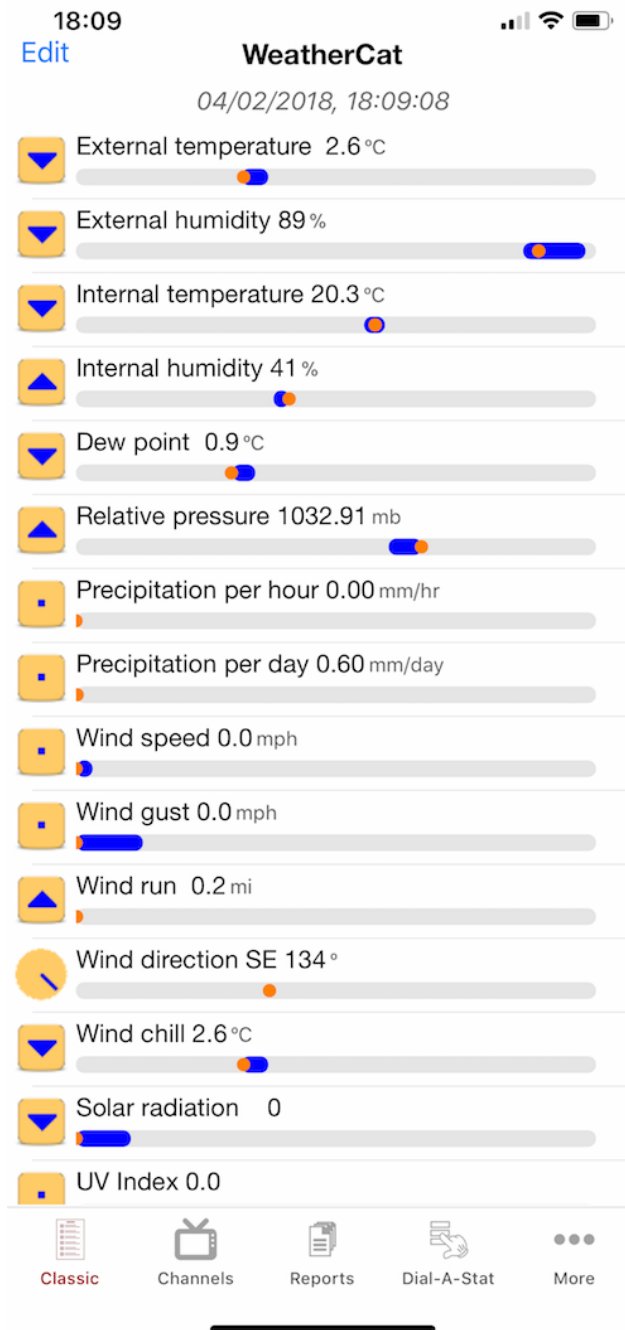 18:09
Edit
WeatherCat
04/02/2018, 18:09:08
External temperature 2.6 °C
External humidity 89 %
Internal temperature 20.3 °C
Internal humidity 41 %
Dew point 0.9 °C
Relative pressure 1032.91 mb
Precipitation per hour 0.00 mm/hr
Precipitation per day 0.60 mm/day
Wind speed 0.0 mph
Wind gust 0.0 mph
Wind run 0.2 mi
Wind direction SE 134 °
Wind chill 2.6 °C
Solar radiation 0
UV Index 0.0
Classic Channels Reports Dial-A-Stat More